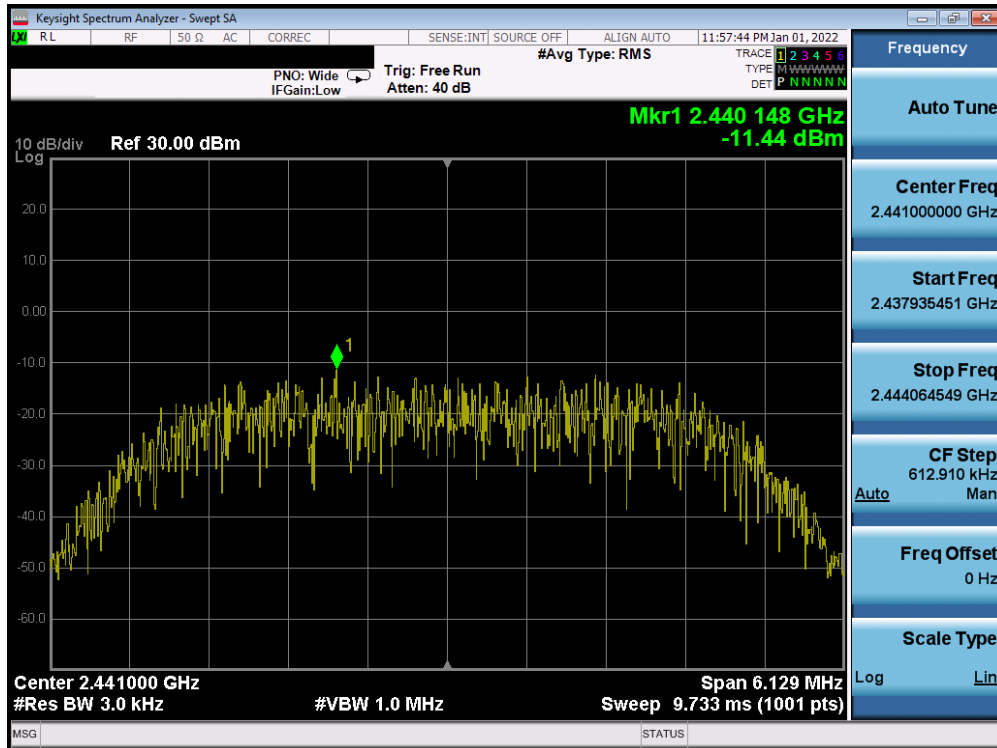 Keysight Spectrum Analyzer - Swept SA
LXI RL RF 50 Ω AC CORREC SENSE:INT SOURCE OFF ALIGN AUTO 11:57:44 PM Jan 01, 2022
#Avg Type: RMS
TRACE 1 2 3 4 5 6
PNO: Wide Trig: Free Run TYPE M WWWWW
IFGain:Low Atten: 40 dB DET P N N N N N
Mkr1 2.440 148 GHz
-11.44 dBm
10 dB/div Ref 30.00 dBm
Log
20.0
10.0
0.00
1
-10.0
-20.0
-30.0
-40.0
-50.0
-60.0
Center 2.441000 GHz Span 6.129 MHz
#Res BW 3.0 kHz #VBW 1.0 MHz Sweep 9.733 ms (1001 pts)
MSG STATUS
Frequency
Auto Tune
Center Freq
2.441000000 GHz
Start Freq
2.437935451 GHz
Stop Freq
2.444064549 GHz
CF Step
612.910 kHz
Auto Man
Freq Offset
0 Hz
Scale Type
Log Lin